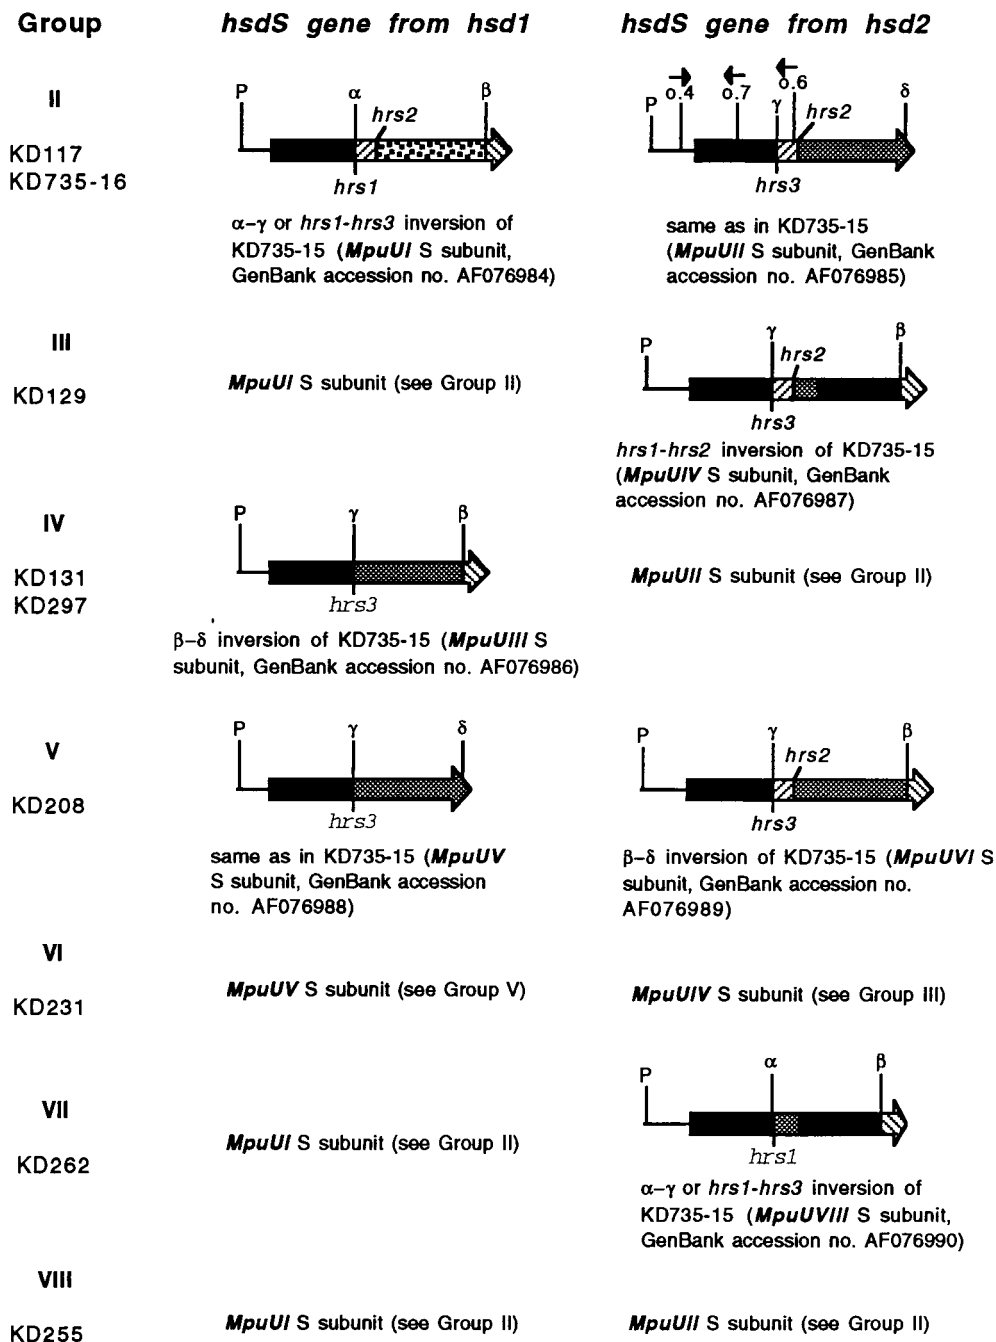 Group hsdS gene from hsd1 hsdS gene from hsd2
II
KD117
KD735-16
P α hrs2 β
hrs1
α–γ or hrs1-hrs3 inversion of
KD735-15 (MpuUI S subunit,
GenBank accession no. AF076984)
P o.4 o.7 γ o.6 hrs2 δ
hrs3
same as in KD735-15
(MpuUII S subunit, GenBank
accession no. AF076985)
III
KD129
MpuUI S subunit (see Group II)
P γ hrs2 β
hrs3
hrs1-hrs2 inversion of KD735-15
(MpuUIV S subunit, GenBank
accession no. AF076987)
IV
KD131
KD297
P γ β
hrs3
β–δ inversion of KD735-15 (MpuUIII S
subunit, GenBank accession no. AF076986)
MpuUII S subunit (see Group II)
V
KD208
P γ δ
hrs3
same as in KD735-15 (MpuUV
S subunit, GenBank accession
no. AF076988)
P γ hrs2 β
hrs3
β–δ inversion of KD735-15 (MpuUVI S
subunit, GenBank accession no.
AF076989)
VI
KD231
MpuUV S subunit (see Group V)
MpuUIV S subunit (see Group III)
VII
KD262
MpuUI S subunit (see Group II)
P α β
hrs1
α–γ or hrs1-hrs3 inversion of
KD735-15 (MpuUVIII S subunit,
GenBank accession no. AF076990)
VIII
KD255
MpuUI S subunit (see Group II)
MpuUII S subunit (see Group II)